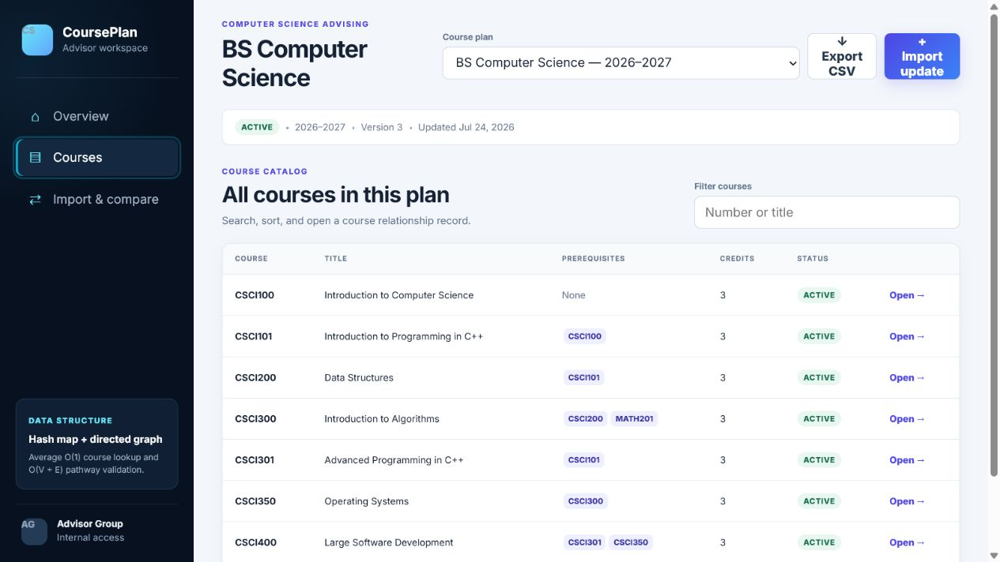 CS
CoursePlan
Advisor workspace
Overview
Courses
Import & compare
DATA STRUCTURE
Hash map + directed graph
Average O(1) course lookup and
O(V + E) pathway validation.
AG
Advisor Group
Internal access
COMPUTER SCIENCE ADVISING
BS Computer
Science
Course plan
BS Computer Science — 2026–2027
↓
Export
CSV
+
Import
update
ACTIVE • 2026–2027 • Version 3 • Updated Jul 24, 2026
COURSE CATALOG
All courses in this plan
Search, sort, and open a course relationship record.
Filter courses
Number or title
COURSE TITLE PREREQUISITES CREDITS STATUS
CSCI100 Introduction to Computer Science None 3 ACTIVE Open →
CSCI101 Introduction to Programming in C++ CSCI100 3 ACTIVE Open →
CSCI200 Data Structures CSCI101 3 ACTIVE Open →
CSCI300 Introduction to Algorithms CSCI200 MATH201 3 ACTIVE Open →
CSCI301 Advanced Programming in C++ CSCI101 3 ACTIVE Open →
CSCI350 Operating Systems CSCI300 3 ACTIVE Open →
CSCI400 Large Software Development CSCI301 CSCI350 3 ACTIVE Open →